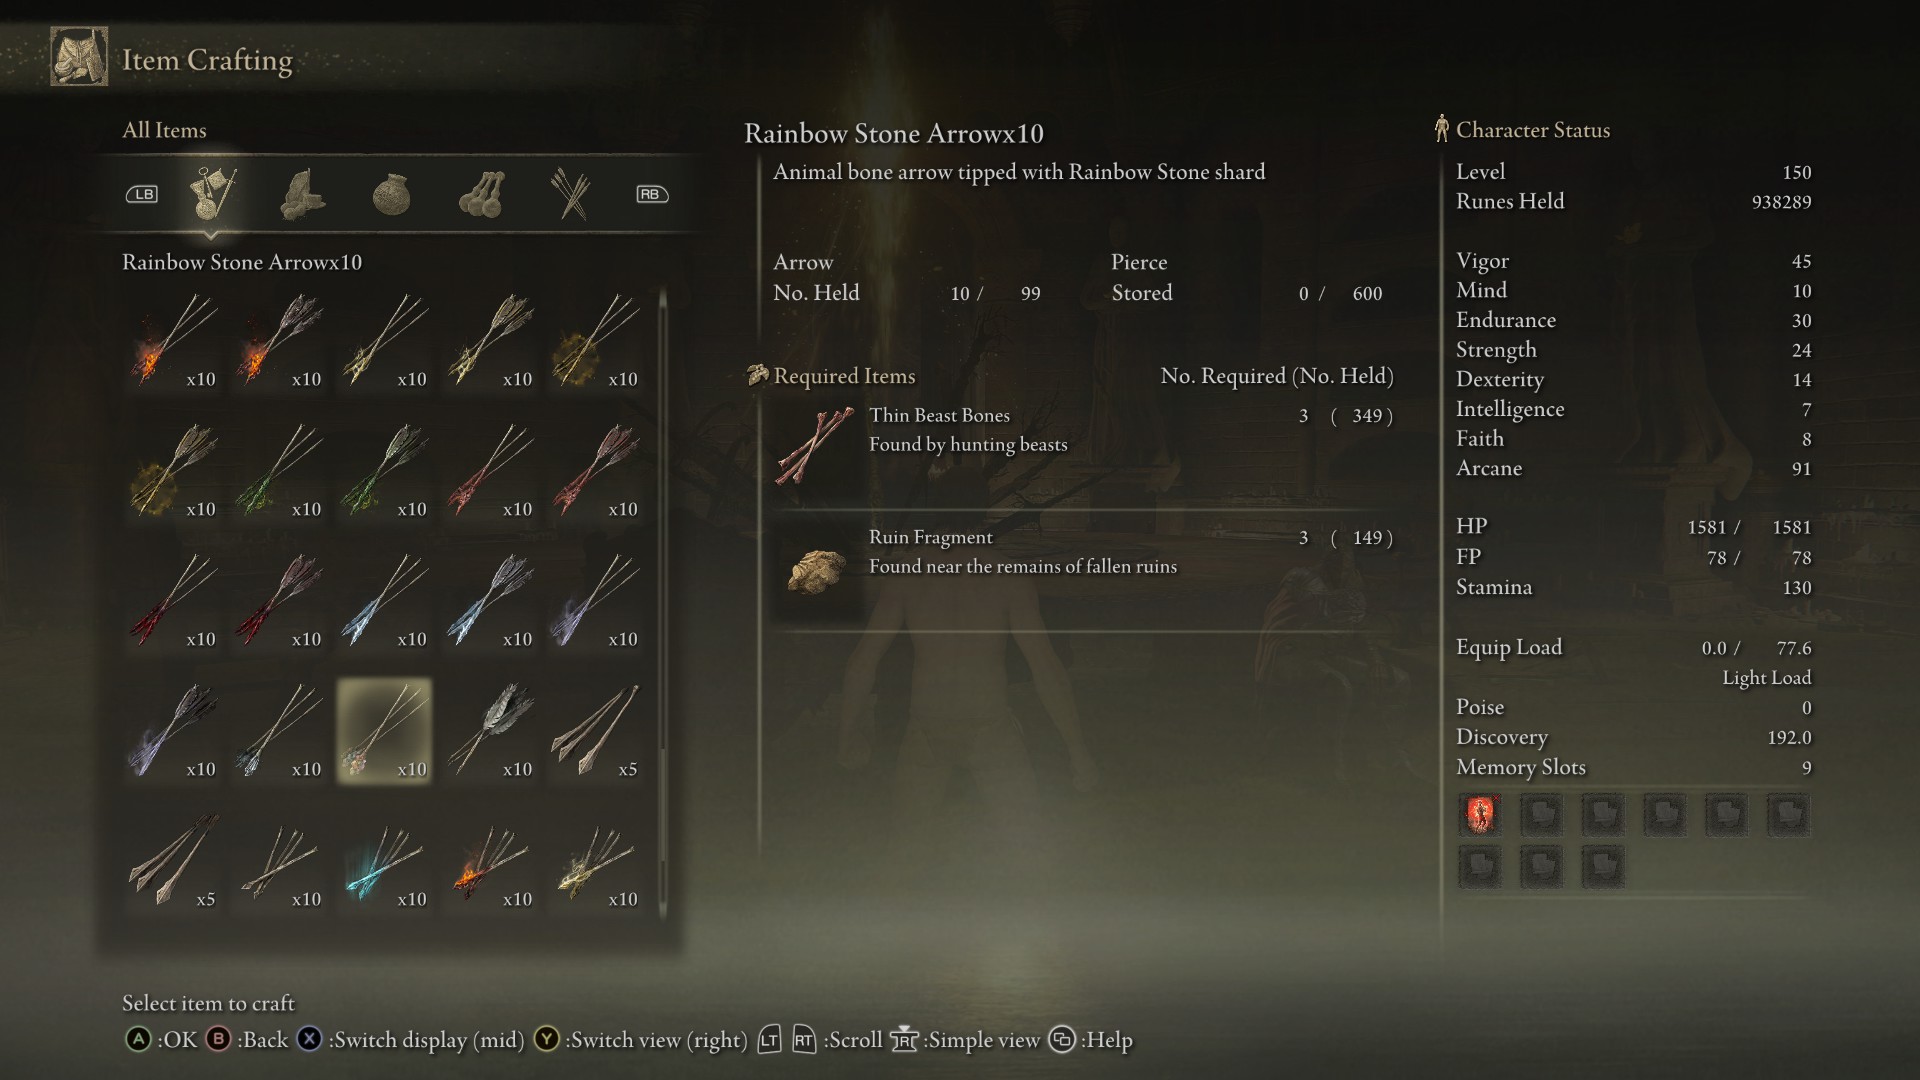 Item Crafting
All Items
LB
RB
Rainbow Stone Arrowx10
x10 x10 x10 x10 x10
x10 x10 x10 x10 x10
x10 x10 x10 x10 x10
x10 x10 x10 x10 x5
x5 x10 x10 x10 x10
Rainbow Stone Arrowx10
Animal bone arrow tipped with Rainbow Stone shard
Arrow Pierce
No. Held 10 / 99 Stored 0 / 600
Required Items No. Required (No. Held)
Thin Beast Bones 3 ( 349 )
Found by hunting beasts
Ruin Fragment 3 ( 149 )
Found near the remains of fallen ruins
Character Status
Level 150
Runes Held 938289
Vigor 45
Mind 10
Endurance 30
Strength 24
Dexterity 14
Intelligence 7
Faith 8
Arcane 91
HP 1581 / 1581
FP 78 / 78
Stamina 130
Equip Load 0.0 / 77.6
Light Load
Poise 0
Discovery 192.0
Memory Slots 9
Select item to craft
A :OK B :Back X :Switch display (mid) Y :Switch view (right) LT RT :Scroll R :Simple view :Help